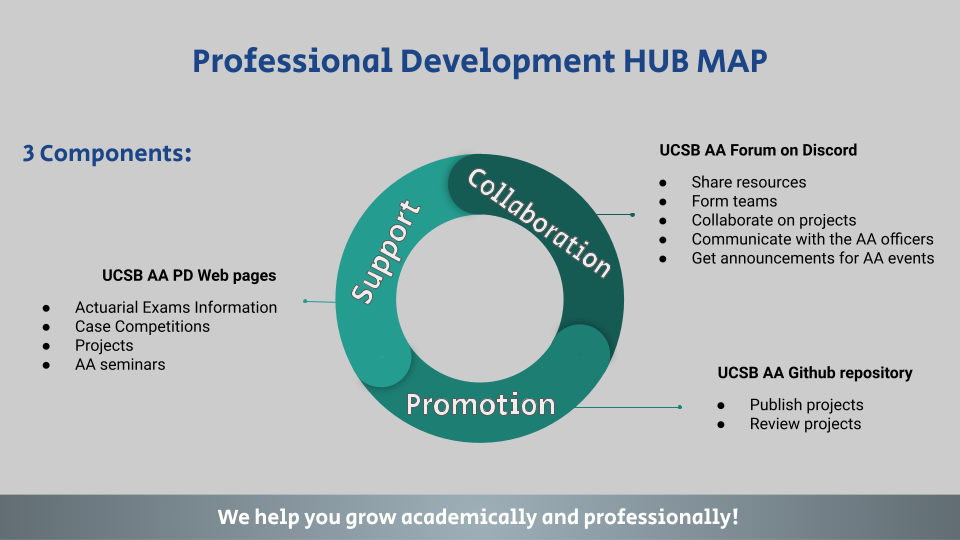 Professional Development HUB MAP
3 Components:
UCSB AA Forum on Discord
● Share resources
● Form teams
● Collaborate on projects
● Communicate with the AA officers
● Get announcements for AA events
Collaboration
Support
UCSB AA PD Web pages
● Actuarial Exams Information
● Case Competitions
● Projects
● AA seminars
Promotion
UCSB AA Github repository
● Publish projects
● Review projects
We help you grow academically and professionally!